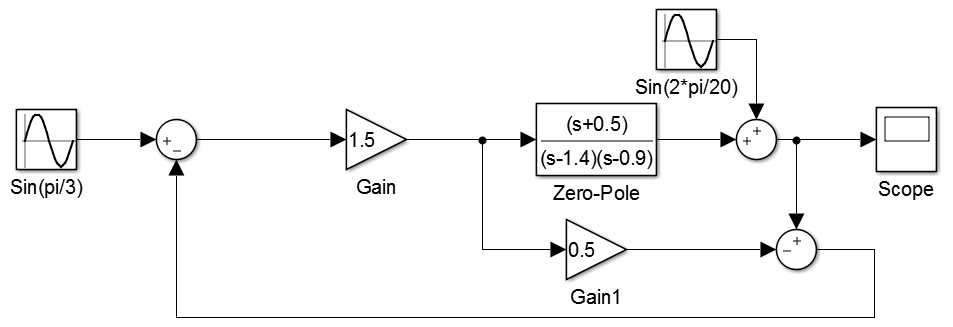 Sin(2*pi/20)
Sin(pi/3)
+
−
1.5
Gain
(s+0.5)
(s-1.4)(s-0.9)
Zero-Pole
+
+
Scope
0.5
Gain1
+
−